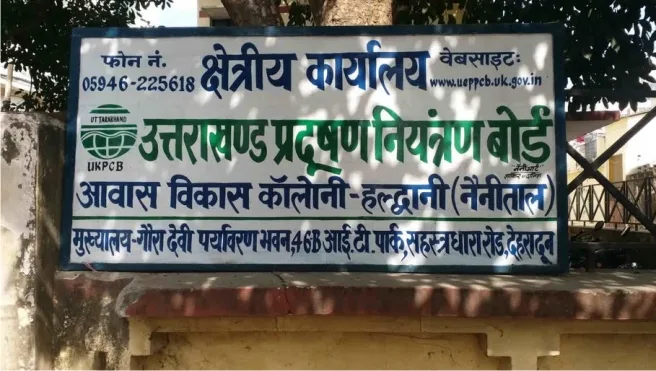 फोन नं. क्षेत्रीय कार्यालय वेबसाइटः
05946-225618 www.ueppcb.uk.gov.in
UTTARAKHAND
UKPCB
उत्तराखण्ड प्रदूषण नियंत्रण बोर्ड
आवास विकास कॉलोनी-हल्द्वानी (नैनीताल)
मुख्यालय-गौरा देवी पर्यावरण भवन,46B आई.टी. पार्क, सहस्त्रधारा रोड, देहरादून